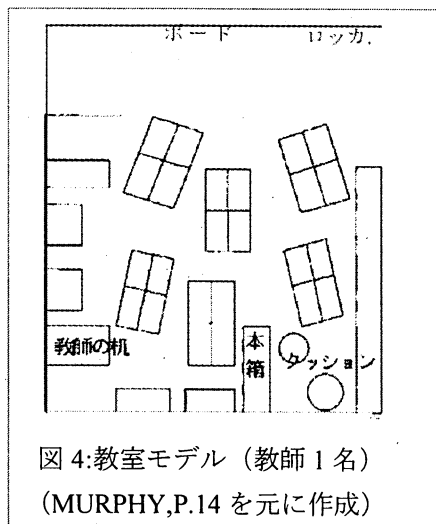 ボード ロッカ.
教師の机
本箱
クッション
図 4:教室モデル（教師 1 名）
(MURPHY,P.14 を元に作成)